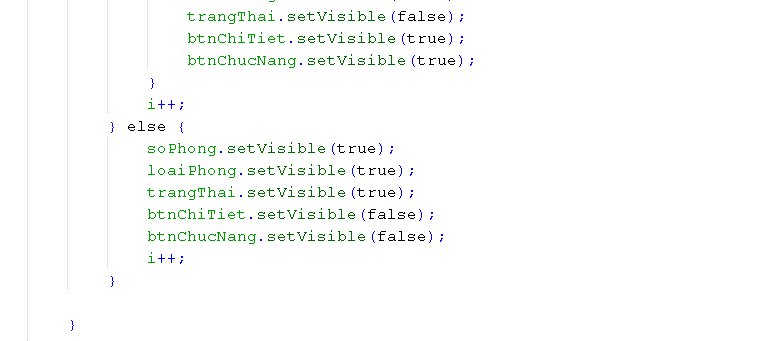 trangThai.setVisible(false);
btnChiTiet.setVisible(true);
btnChucNang.setVisible(true);
}
i++;
} else {
soPhong.setVisible(true);
loaiPhong.setVisible(true);
trangThai.setVisible(true);
btnChiTiet.setVisible(false);
btnChucNang.setVisible(false);
i++;
}
}